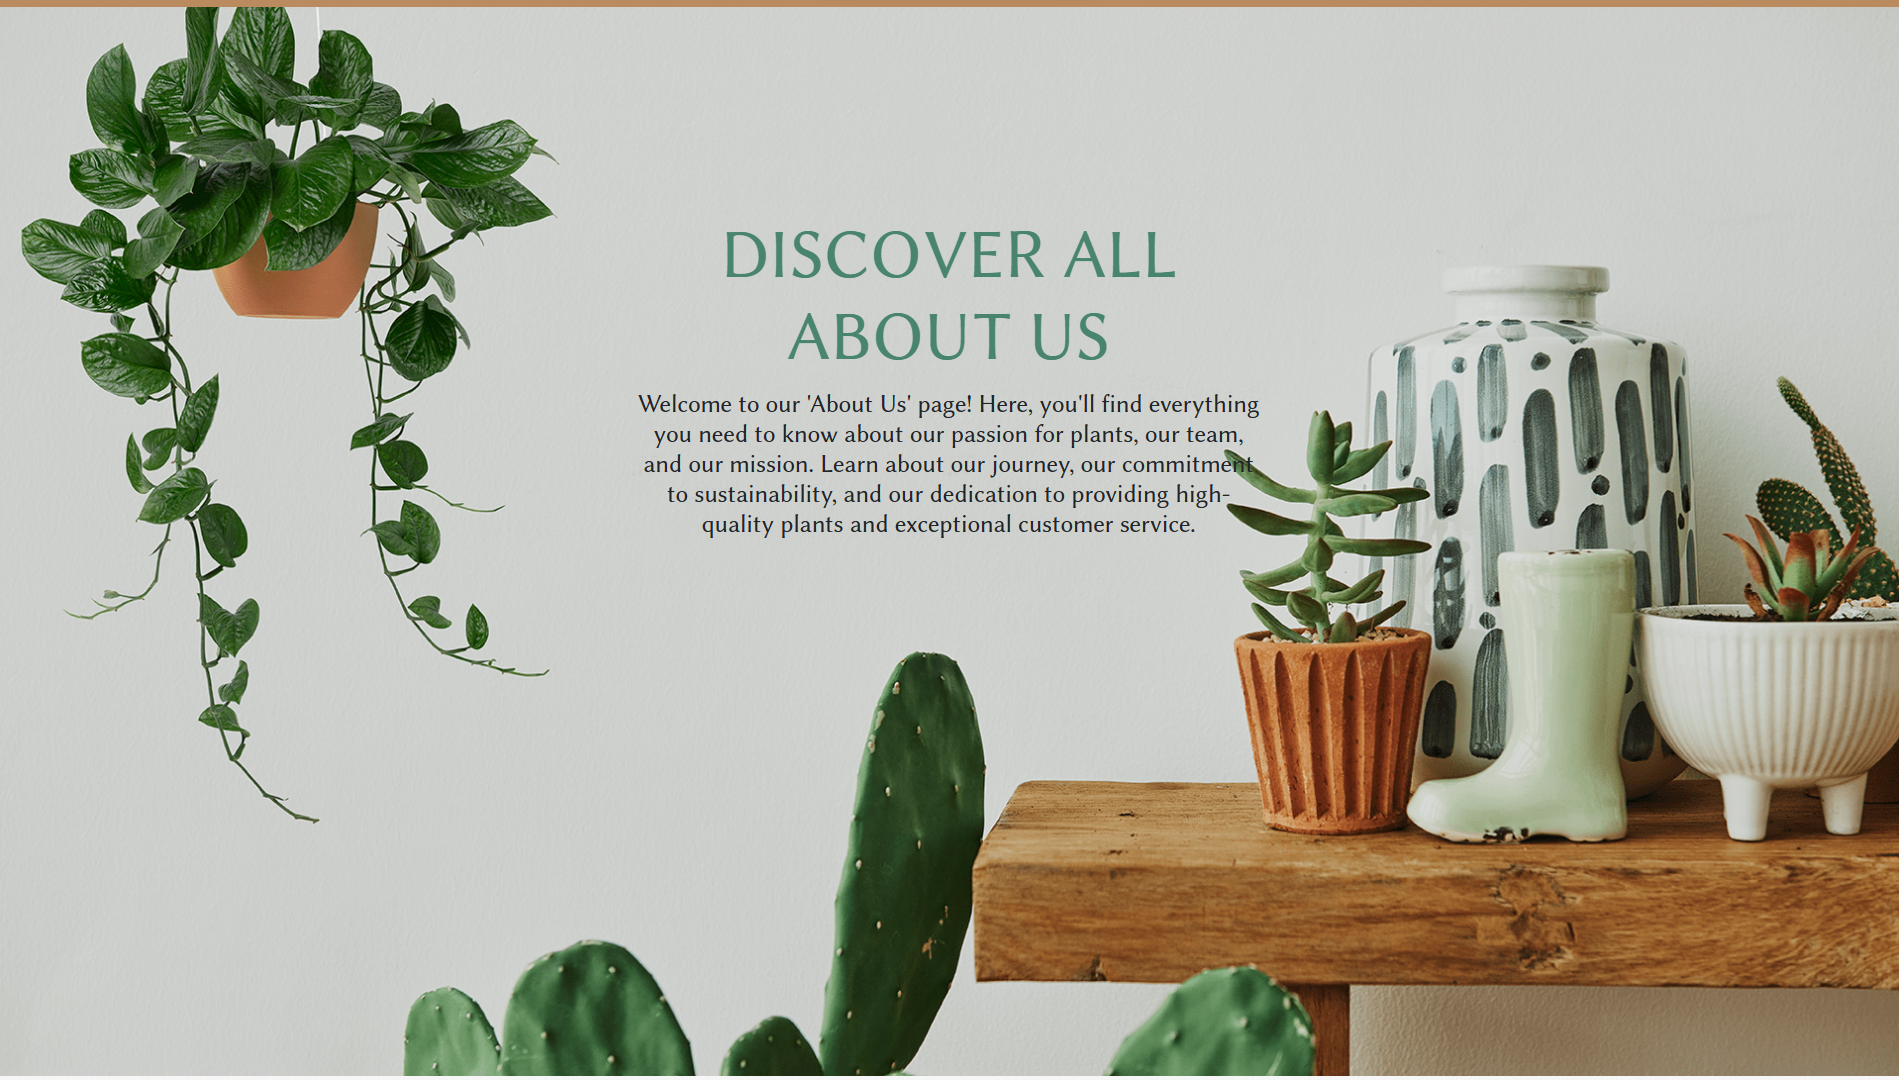 DISCOVER ALL
ABOUT US
Welcome to our 'About Us' page! Here, you'll find everything
you need to know about our passion for plants, our team,
and our mission. Learn about our journey, our commitment
to sustainability, and our dedication to providing high-
quality plants and exceptional customer service.